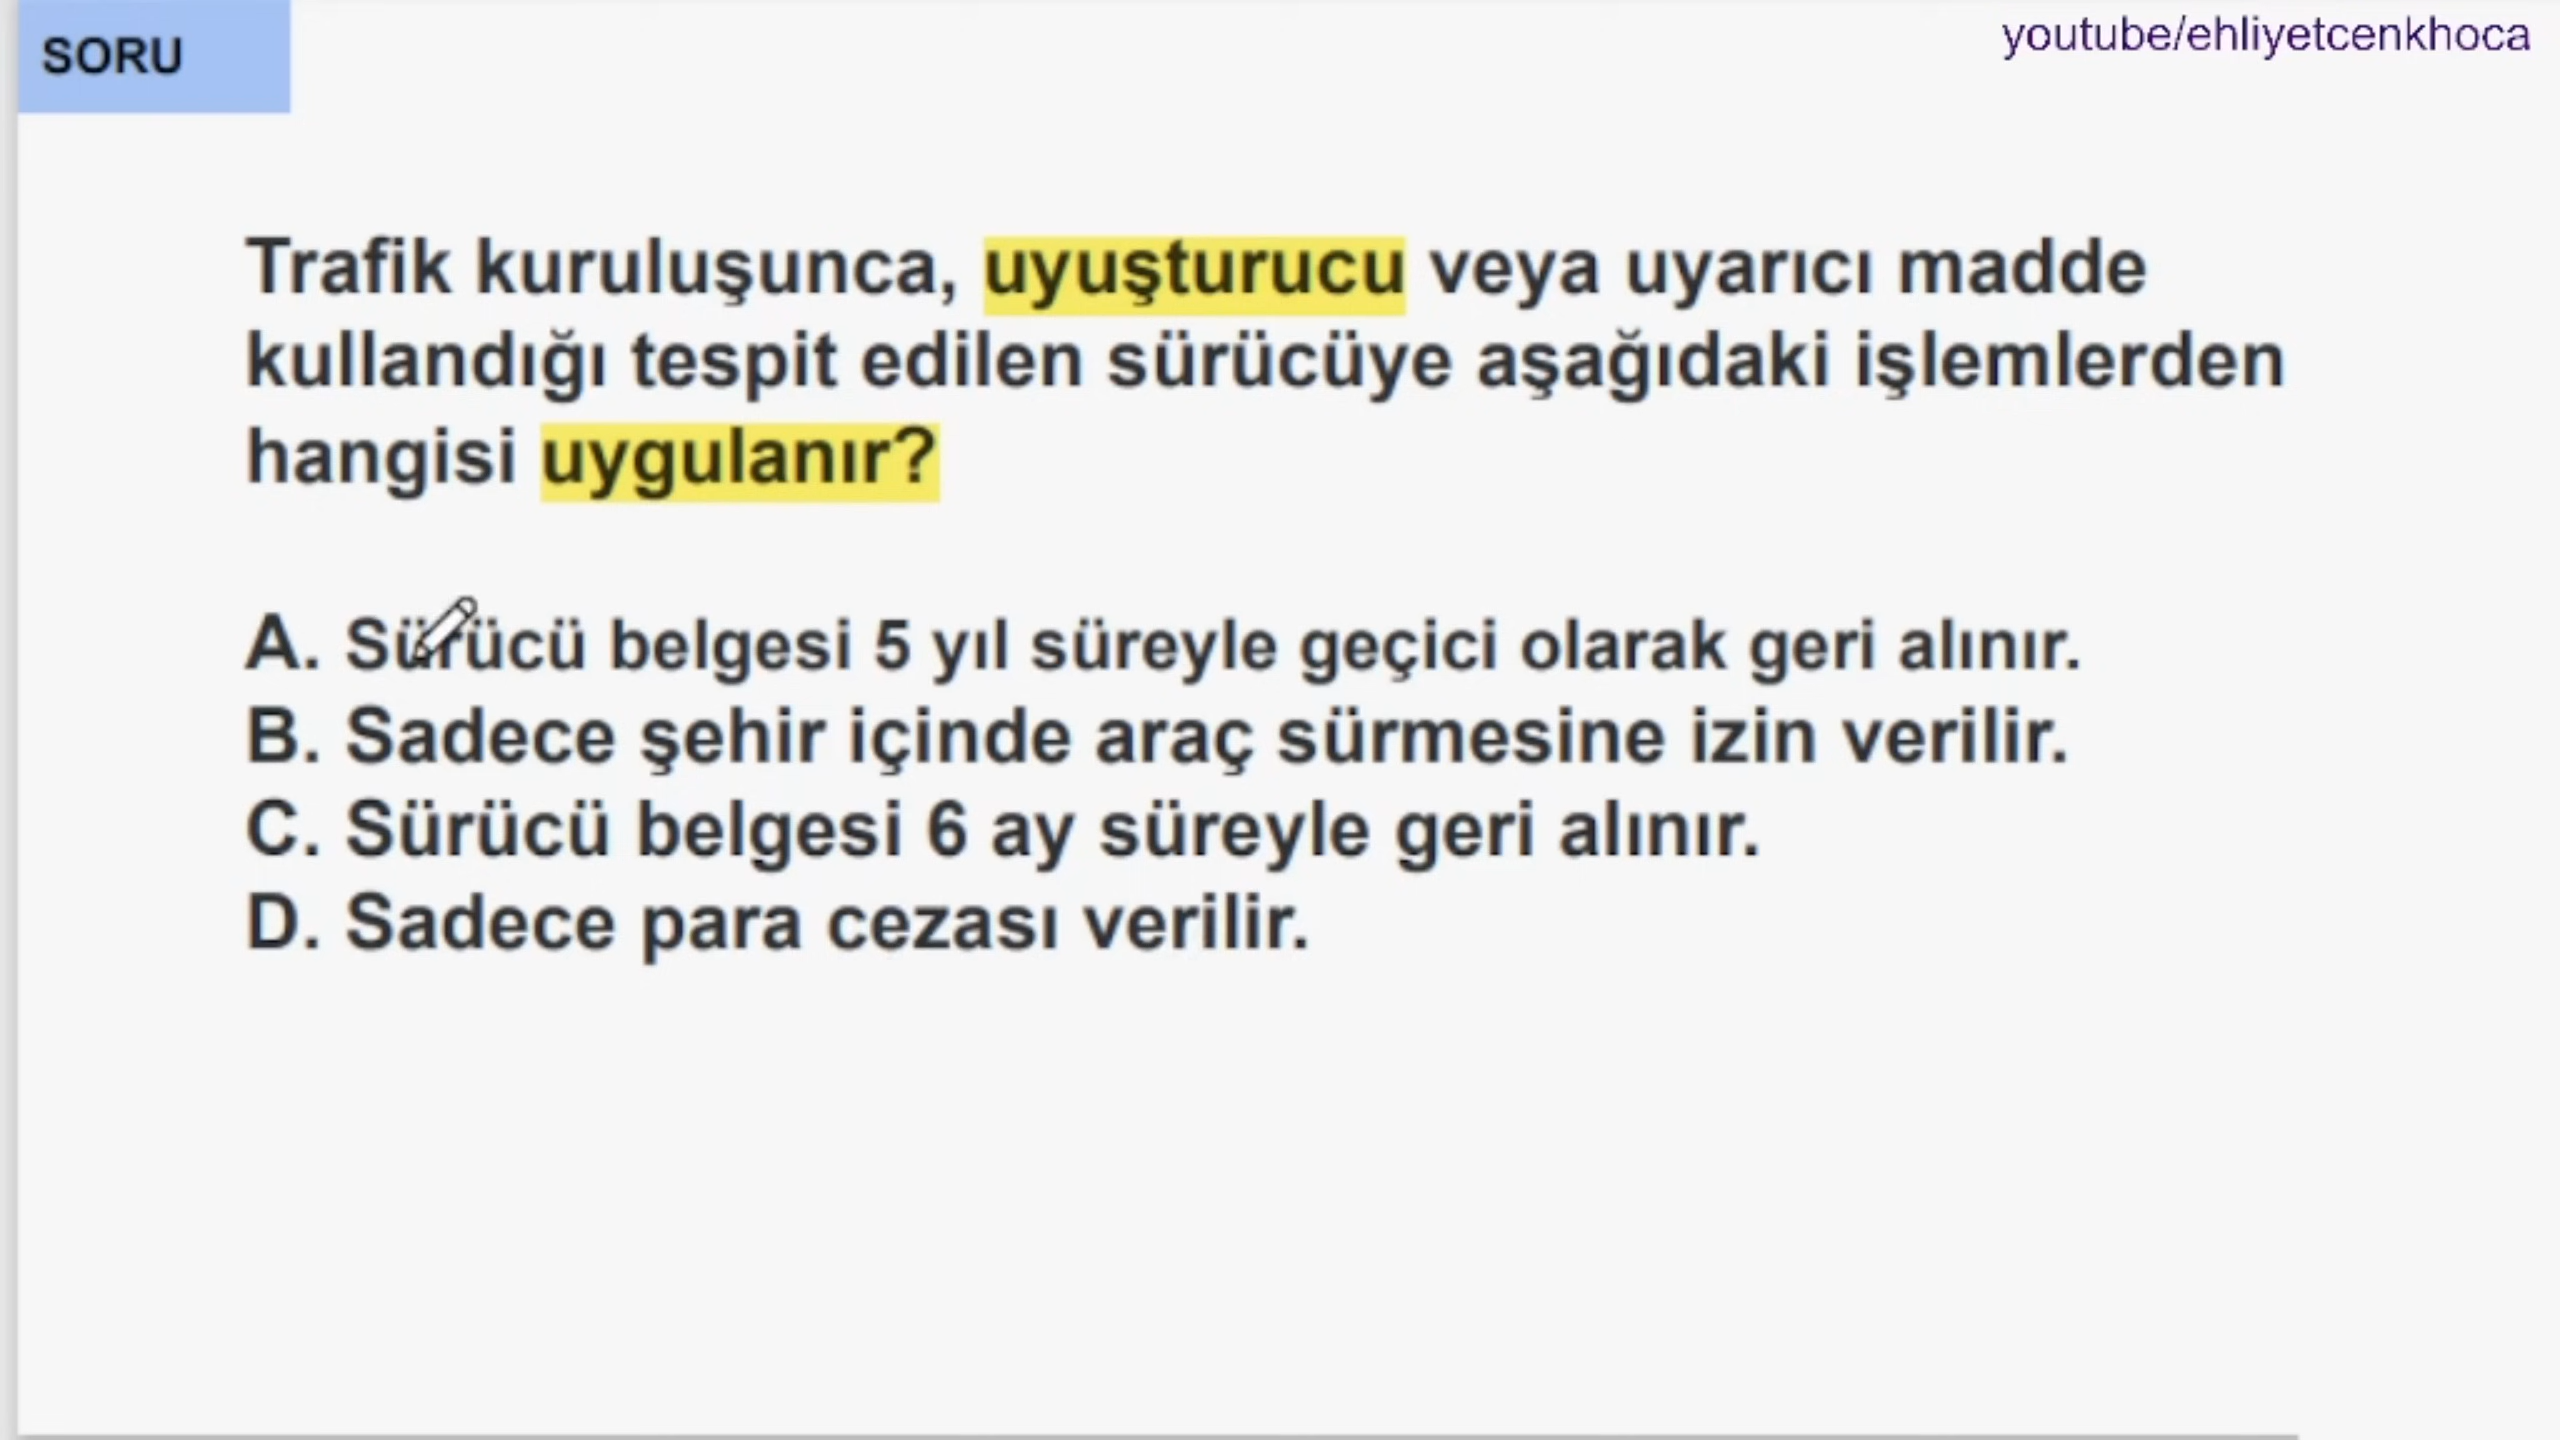 SORU
youtube/ehliyetcenkhoca
Trafik kuruluşunca, uyuşturucu veya uyarıcı madde
kullandığı tespit edilen sürücüye aşağıdaki işlemlerden
hangisi uygulanır?
A. Sürücü belgesi 5 yıl süreyle geçici olarak geri alınır.
B. Sadece şehir içinde araç sürmesine izin verilir.
C. Sürücü belgesi 6 ay süreyle geri alınır.
D. Sadece para cezası verilir.